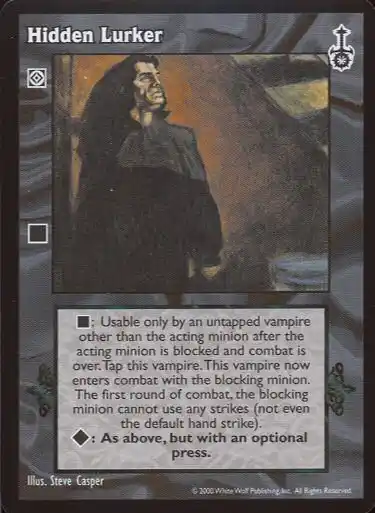 Hidden Lurker
: Usable only by an untapped vampire
other than the acting minion after the
acting minion is blocked and combat is
over. Tap this vampire. This vampire now
enters combat with the blocking minion.
The first round of combat, the blocking
minion cannot use any strikes (not even
the default hand strike).
: As above, but with an optional
press.
Illus. Steve Casper
© 2000 White Wolf Publishing, Inc. All Rights Reserved.